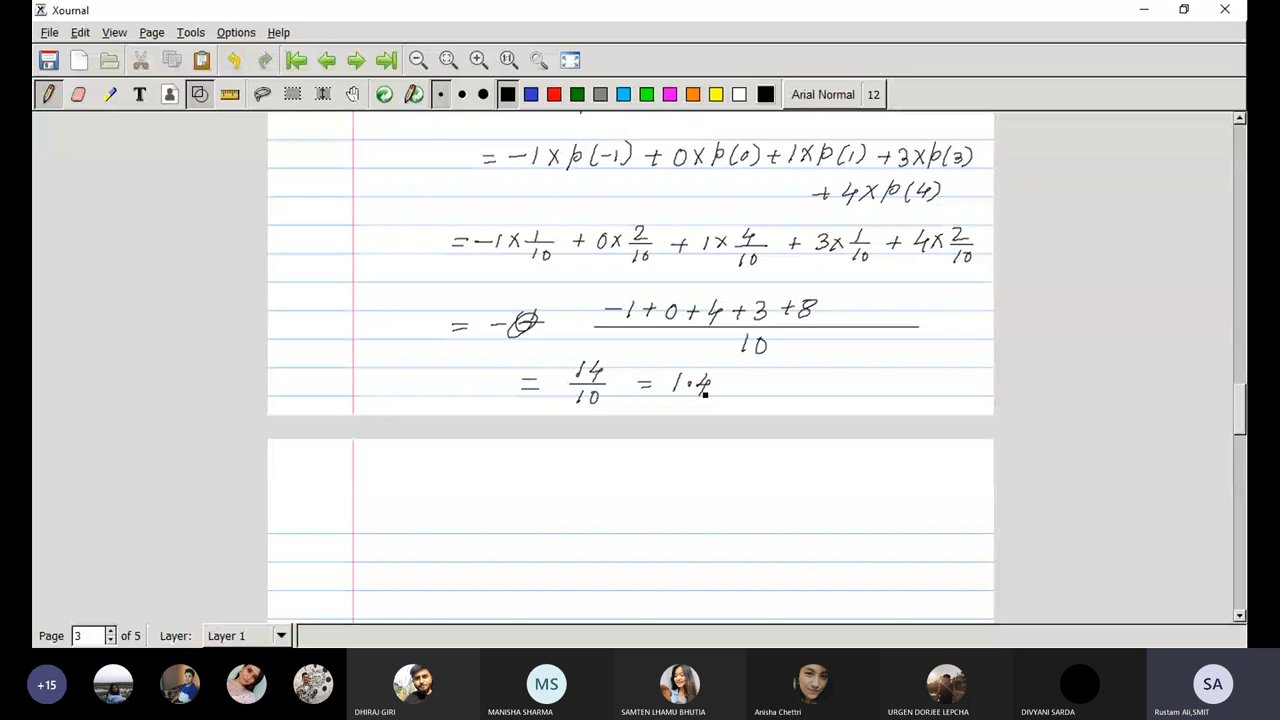 Xournal
File Edit View Page Tools Options Help
Arial Normal 12
= -1 × p(-1) + 0 × p(0) + 1 × p(1) + 3 × p(3)
+ 4 × p(4)
= -1 × 1/10 + 0 × 2/10 + 1 × 4/10 + 3 × 1/10 + 4 × 2/10
= - -1 + 0 + 4 + 3 + 8
10
= 14/10 = 1.4
Page 3 of 5 Layer: Layer 1
+15 MS SA
DHIRAJ GIRI MANISHA SHARMA SAMTEN LHAMU BHUTIA Anisha Chettri URGEN DORJEE LEPCHA DIVYANI SARDA Rustam Ali,SMIT